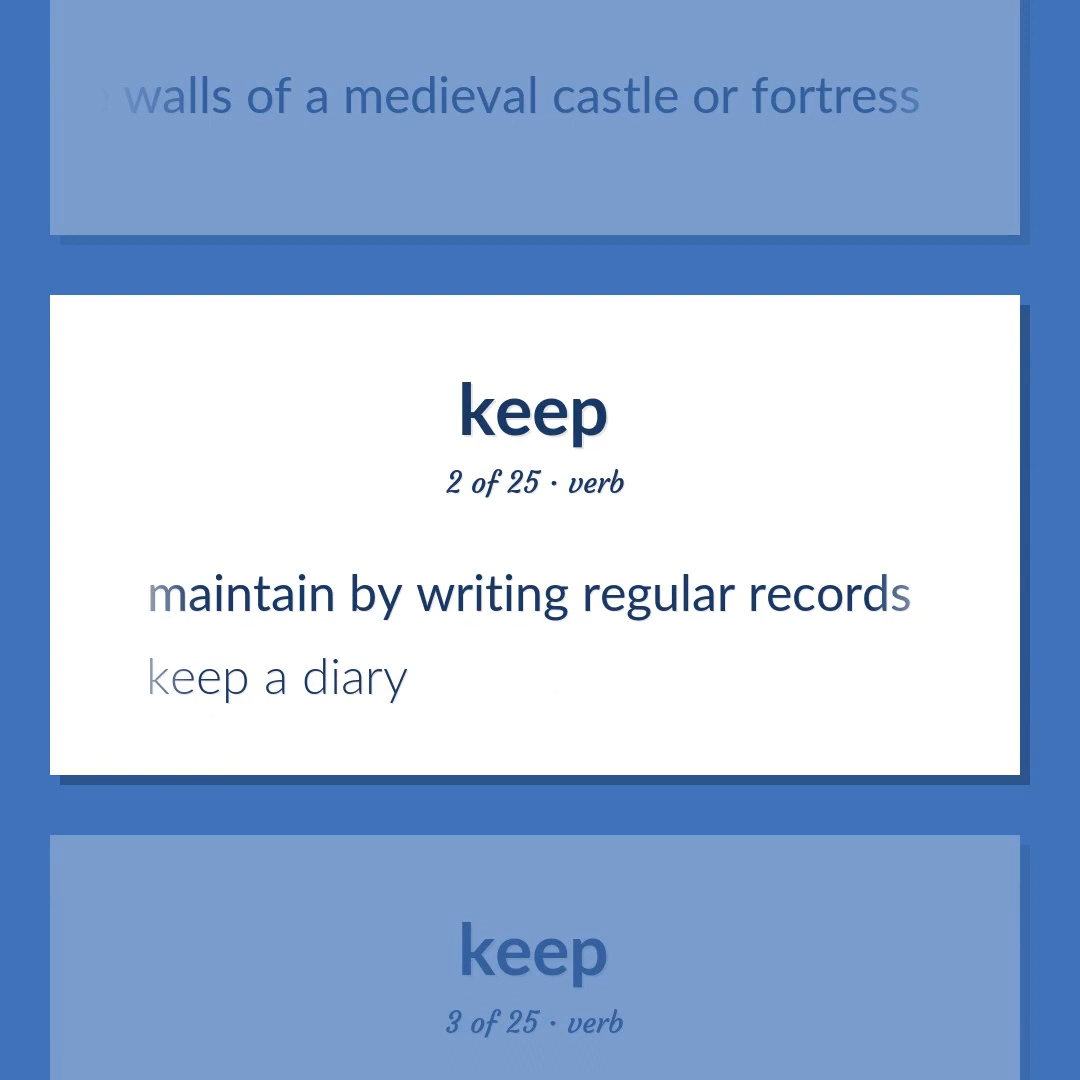 walls of a medieval castle or fortress
keep
2 of 25 · verb
maintain by writing regular records
keep a diary
keep
3 of 25 · verb